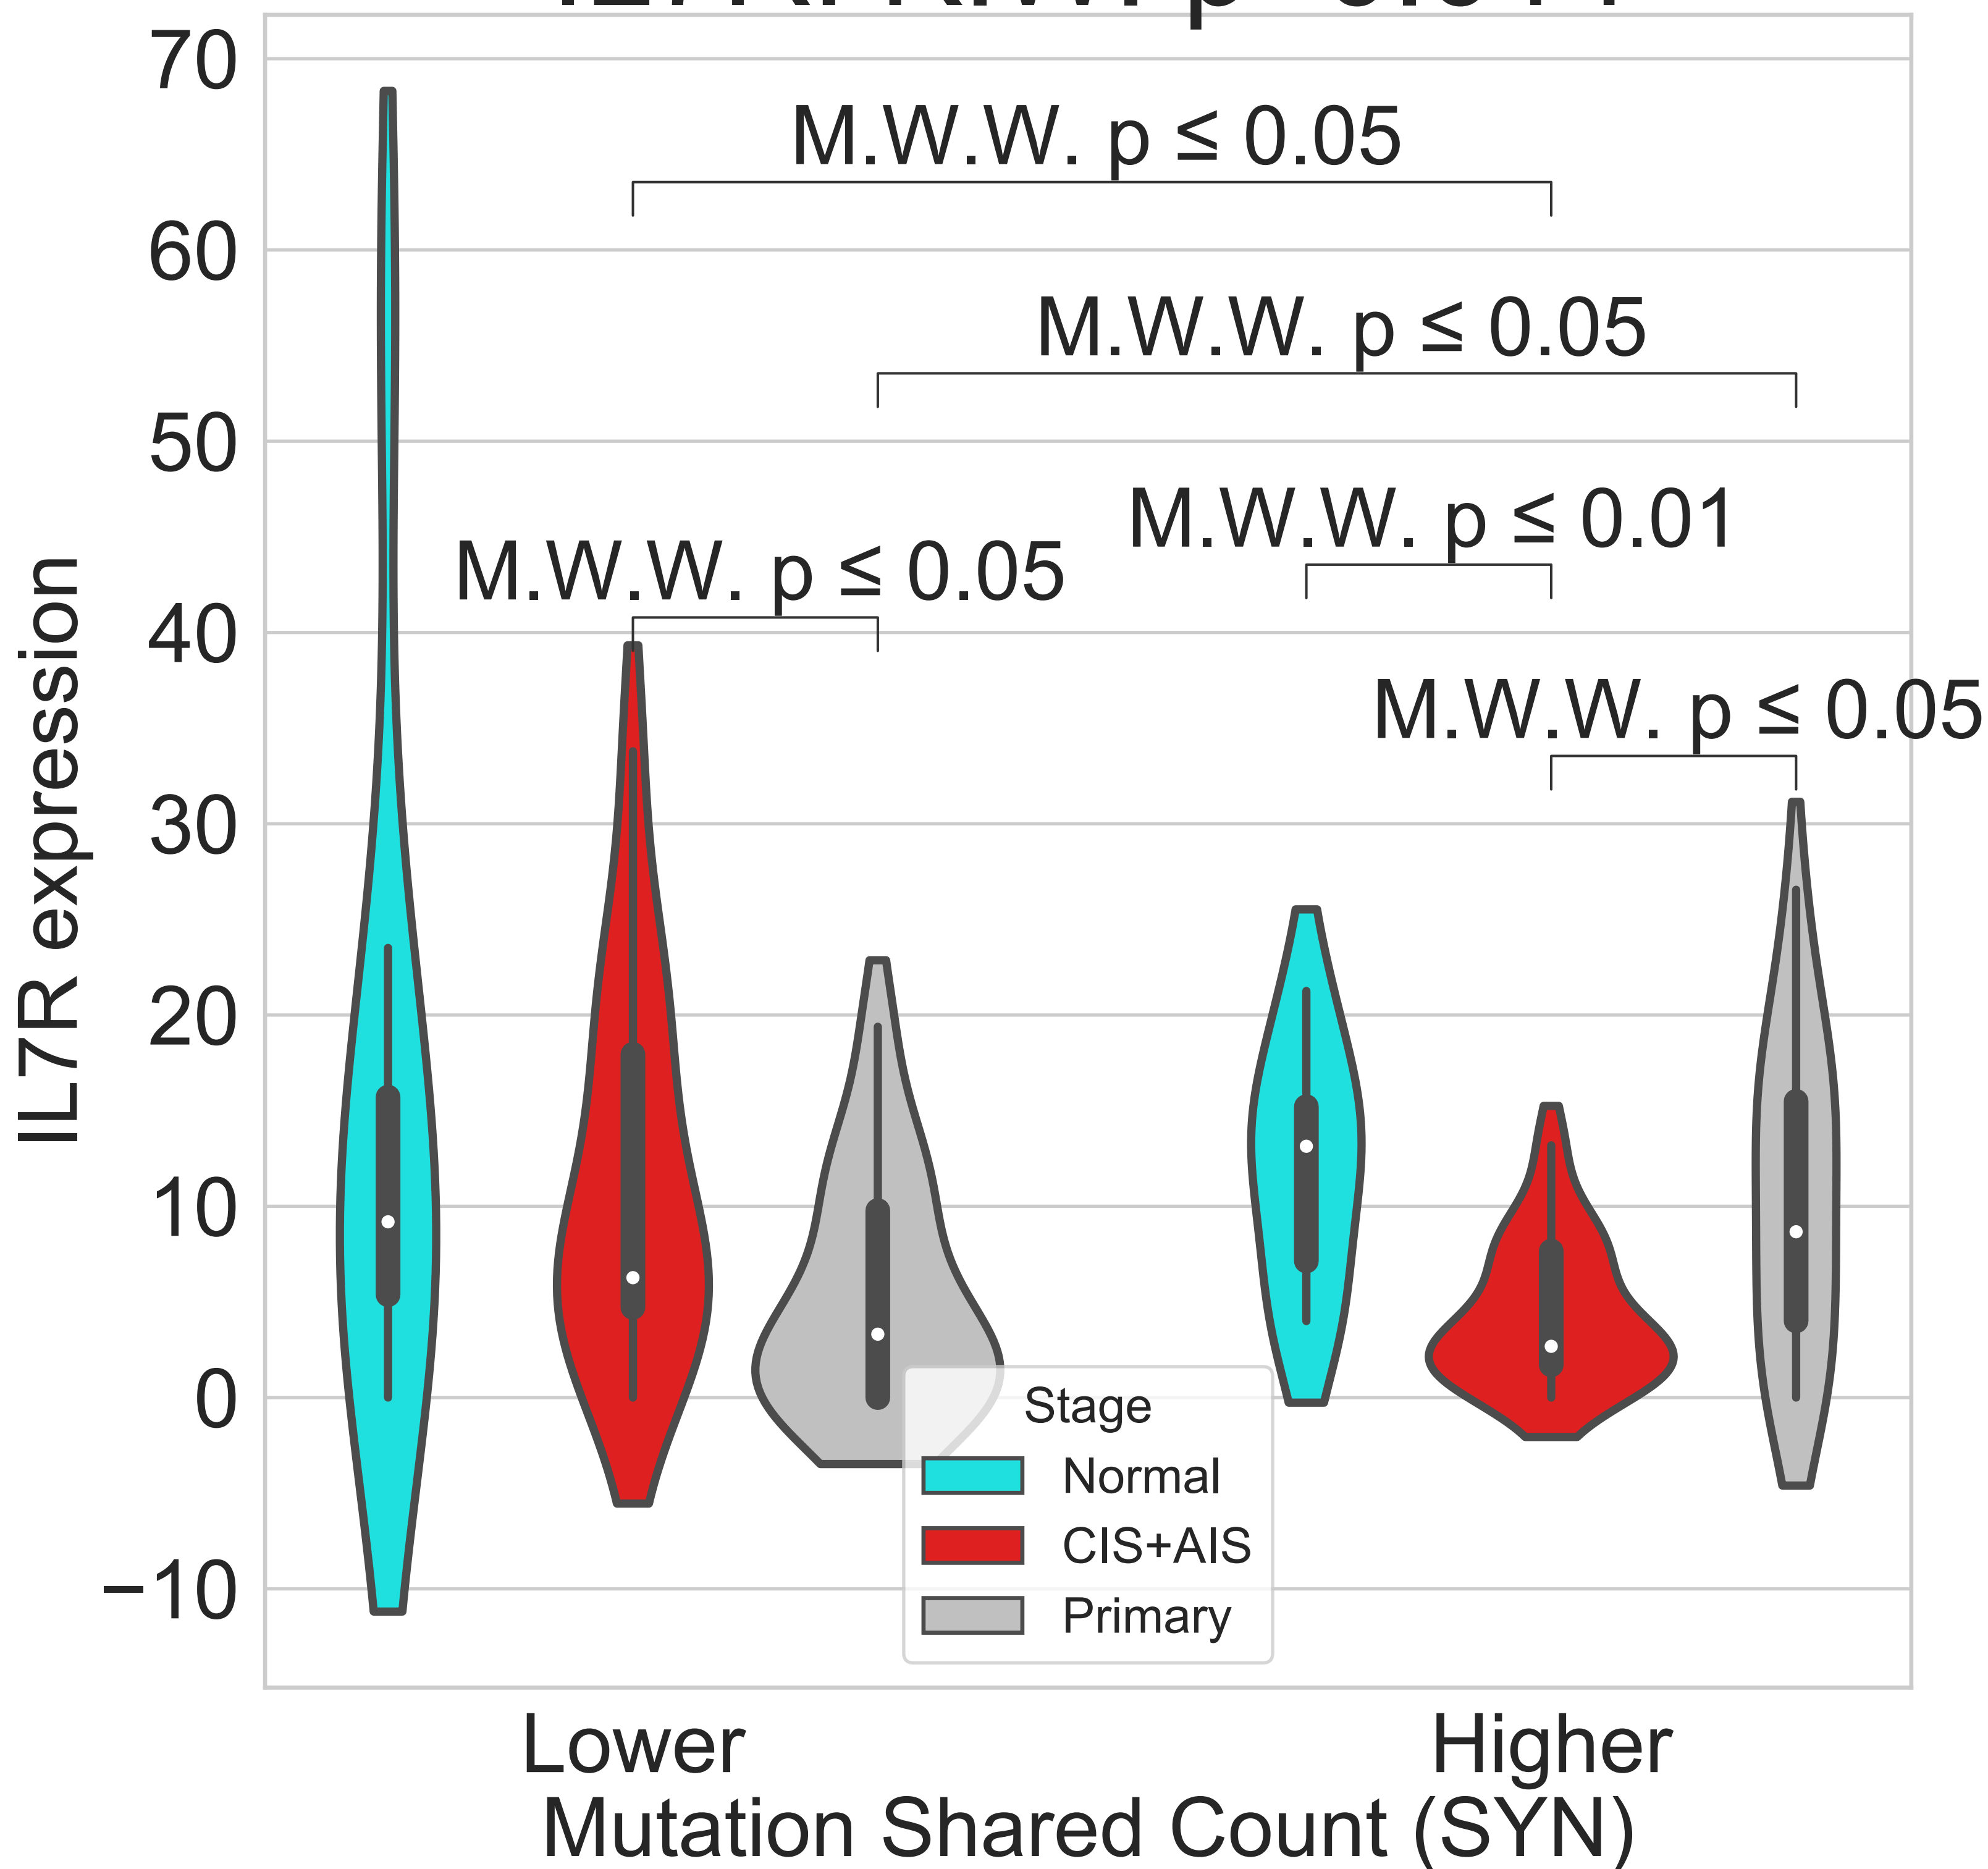 70
M.W.W. p ≤ 0.05
60
M.W.W. p ≤ 0.05
50
M.W.W. p ≤ 0.01
M.W.W. p ≤ 0.05
40
M.W.W. p ≤ 0.05
30
20
10
0
−10
IL7R expression
Stage
Normal
CIS+AIS
Primary
Lower
Higher
Mutation Shared Count (SYN)